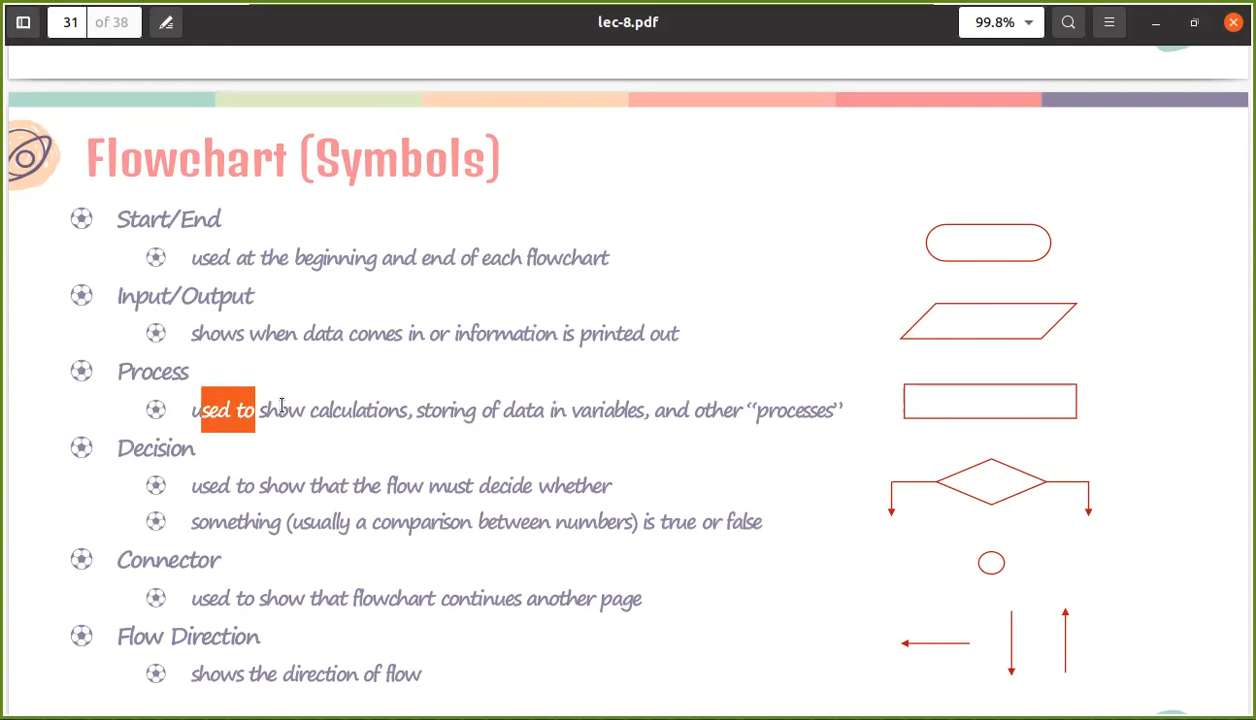 31 of 38
lec-8.pdf
99.8%
Flowchart (Symbols)
Start/End
used at the beginning and end of each flowchart
Input/Output
shows when data comes in or information is printed out
Process
used to show calculations, storing of data in variables, and other “processes”
Decision
used to show that the flow must decide whether
something (usually a comparison between numbers) is true or false
Connector
used to show that flowchart continues another page
Flow Direction
shows the direction of flow